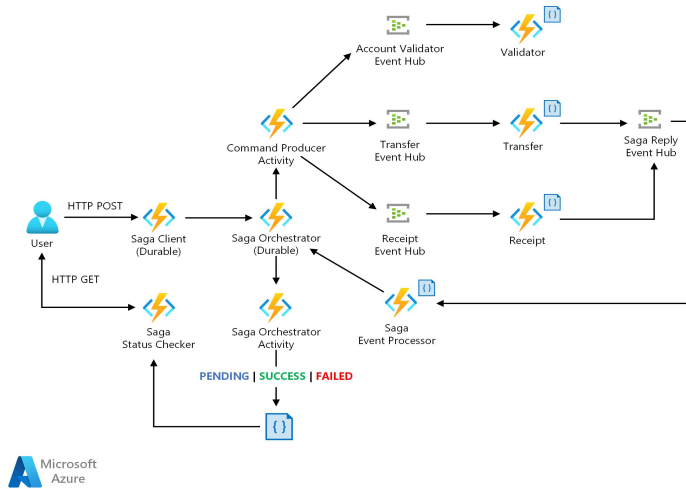 Account Validator
Event Hub
Validator
Command Producer
Activity
Transfer
Event Hub
Transfer
Saga Reply
Event Hub
HTTP POST
User
Saga Client
(Durable)
Saga Orchestrator
(Durable)
Receipt
Event Hub
Receipt
HTTP GET
Saga
Status Checker
Saga Orchestrator
Activity
Saga
Event Processor
PENDING | SUCCESS | FAILED
Microsoft
Azure